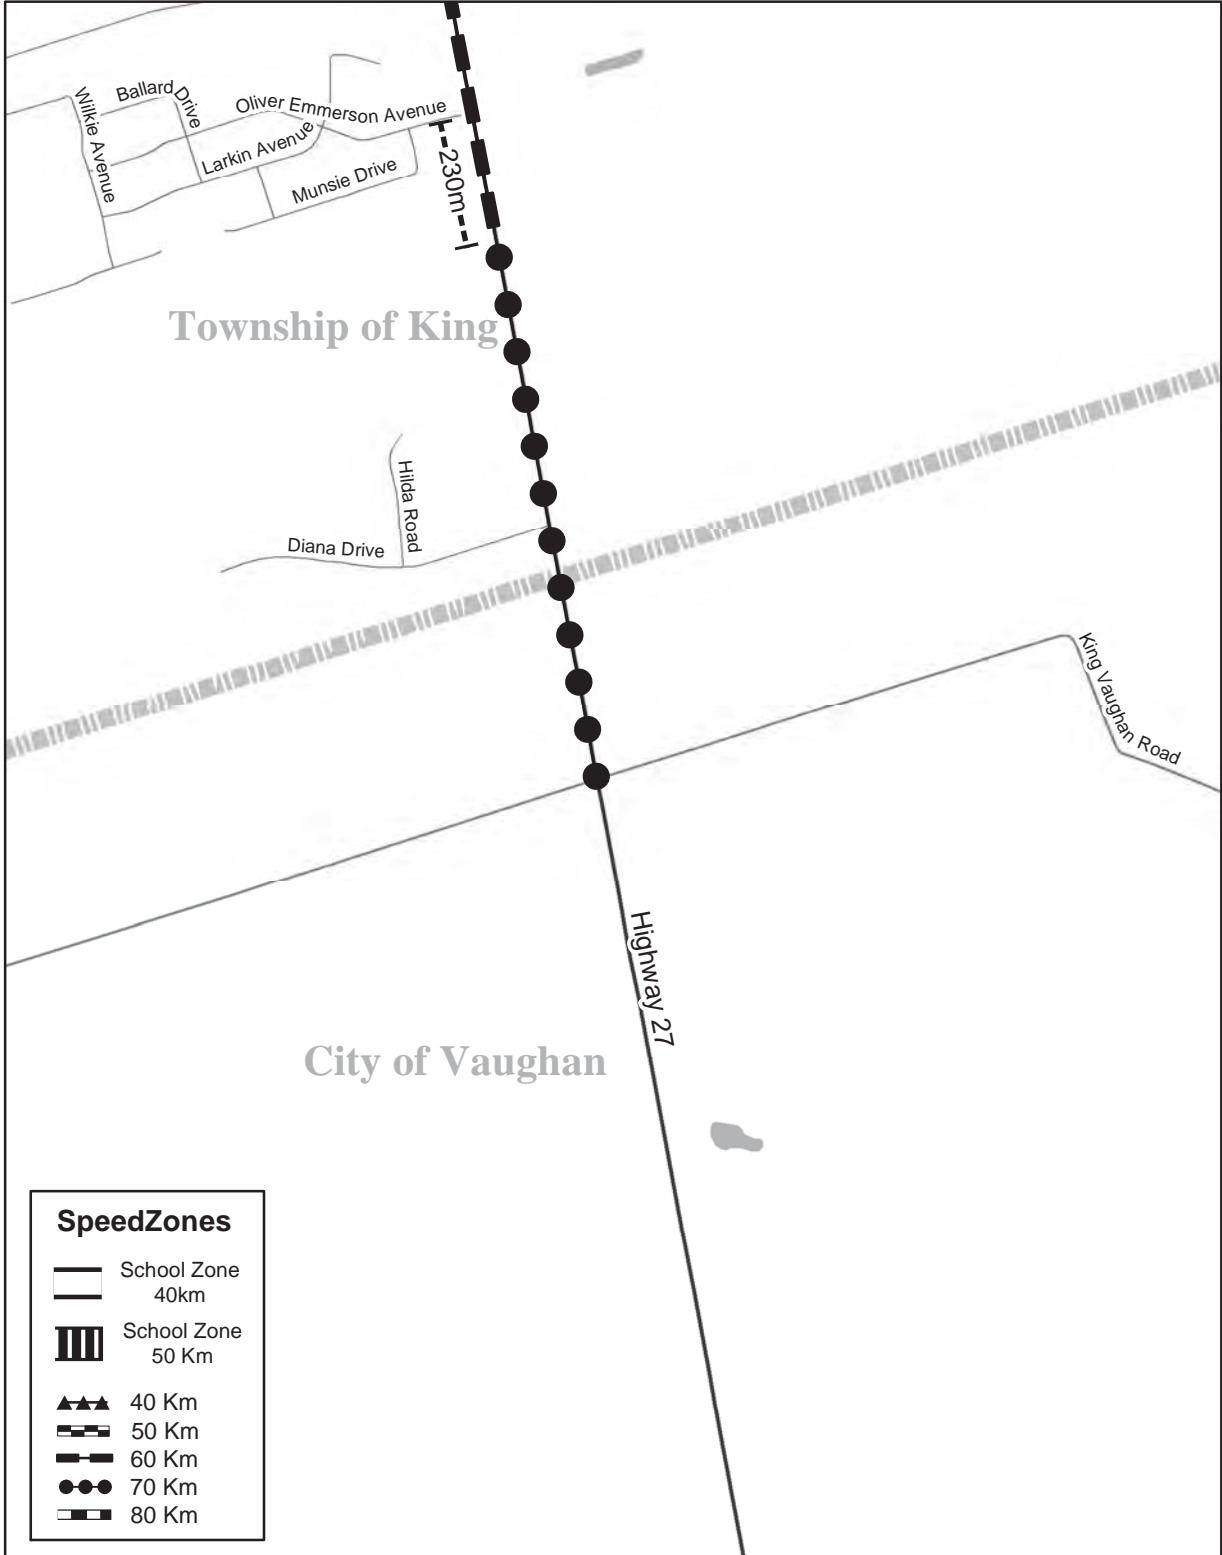 Ballard Drive
Wilkie Avenue
Oliver Emmerson Avenue
Larkin Avenue
Munsie Drive
230m
Township of King
Hilda Road
Diana Drive
King Vaughan Road
Highway 27
City of Vaughan
SpeedZones
School Zone
40km
School Zone
50 Km
40 Km
50 Km
60 Km
70 Km
80 Km